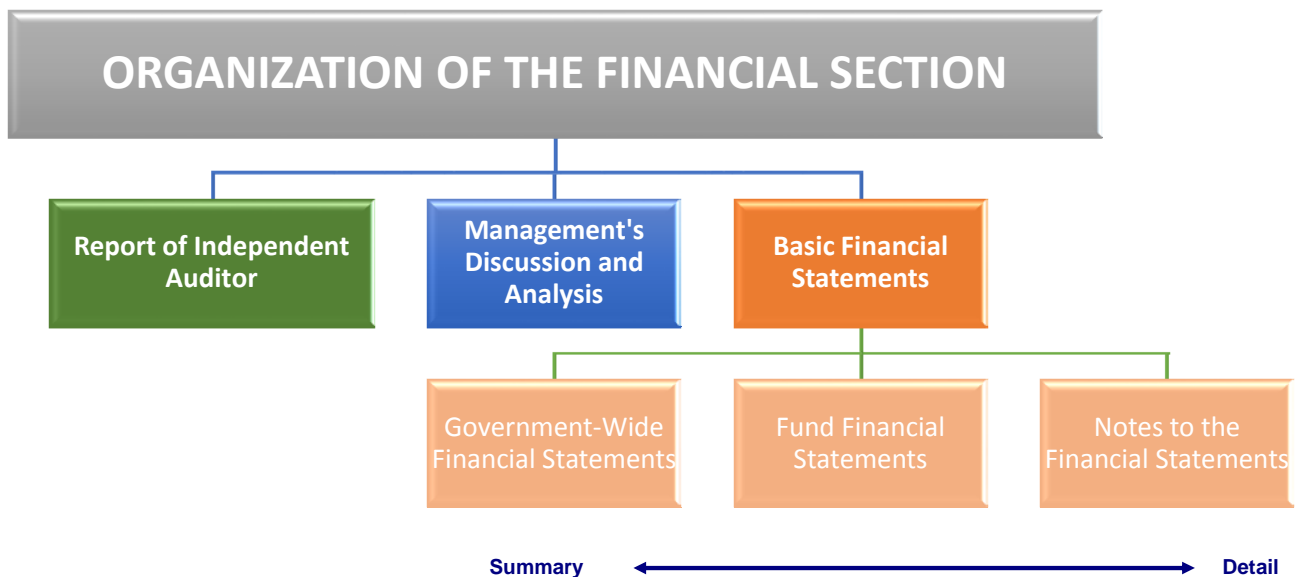 ORGANIZATION OF THE FINANCIAL SECTION
Report of Independent
Auditor
Management's
Discussion and
Analysis
Basic Financial
Statements
Government-Wide
Financial Statements
Fund Financial
Statements
Notes to the
Financial Statements
Summary
Detail